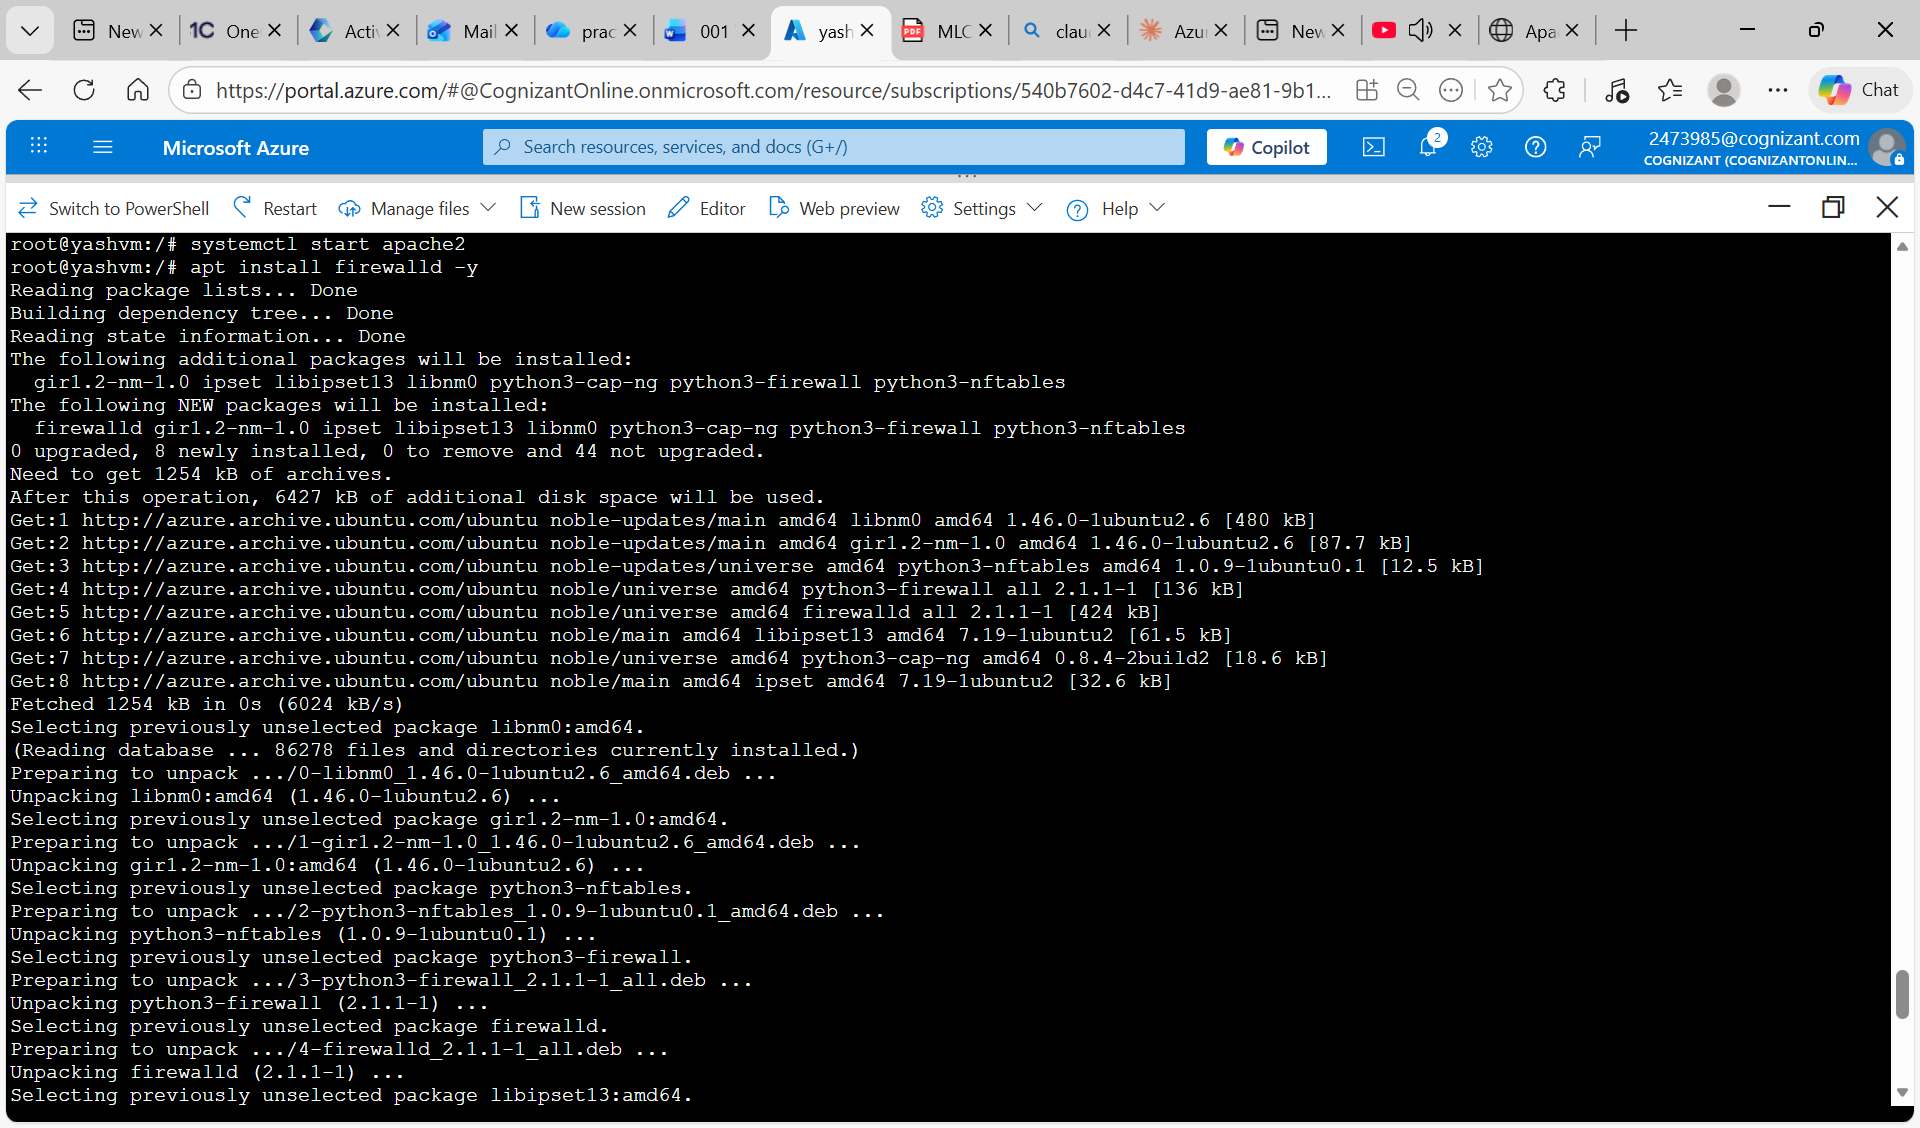 New
One
Activ
Mail
prac
001
yash
MLC
clau
Azu
New
Apa
https://portal.azure.com/#@CognizantOnline.onmicrosoft.com/resource/subscriptions/540b7602-d4c7-41d9-ae81-9b1...
Chat
Microsoft Azure
Search resources, services, and docs (G+/)
Copilot
2
2473985@cognizant.com
COGNIZANT (COGNIZANTONLIN...
Switch to PowerShell
Restart
Manage files
New session
Editor
Web preview
Settings
Help
root@yashvm:/# systemctl start apache2
root@yashvm:/# apt install firewalld -y
Reading package lists... Done
Building dependency tree... Done
Reading state information... Done
The following additional packages will be installed:
  gir1.2-nm-1.0 ipset libipset13 libnm0 python3-cap-ng python3-firewall python3-nftables
The following NEW packages will be installed:
  firewalld gir1.2-nm-1.0 ipset libipset13 libnm0 python3-cap-ng python3-firewall python3-nftables
0 upgraded, 8 newly installed, 0 to remove and 44 not upgraded.
Need to get 1254 kB of archives.
After this operation, 6427 kB of additional disk space will be used.
Get:1 http://azure.archive.ubuntu.com/ubuntu noble-updates/main amd64 libnm0 amd64 1.46.0-1ubuntu2.6 [480 kB]
Get:2 http://azure.archive.ubuntu.com/ubuntu noble-updates/main amd64 gir1.2-nm-1.0 amd64 1.46.0-1ubuntu2.6 [87.7 kB]
Get:3 http://azure.archive.ubuntu.com/ubuntu noble-updates/universe amd64 python3-nftables amd64 1.0.9-1ubuntu0.1 [12.5 kB]
Get:4 http://azure.archive.ubuntu.com/ubuntu noble/universe amd64 python3-firewall all 2.1.1-1 [136 kB]
Get:5 http://azure.archive.ubuntu.com/ubuntu noble/universe amd64 firewalld all 2.1.1-1 [424 kB]
Get:6 http://azure.archive.ubuntu.com/ubuntu noble/main amd64 libipset13 amd64 7.19-1ubuntu2 [61.5 kB]
Get:7 http://azure.archive.ubuntu.com/ubuntu noble/universe amd64 python3-cap-ng amd64 0.8.4-2build2 [18.6 kB]
Get:8 http://azure.archive.ubuntu.com/ubuntu noble/main amd64 ipset amd64 7.19-1ubuntu2 [32.6 kB]
Fetched 1254 kB in 0s (6024 kB/s)
Selecting previously unselected package libnm0:amd64.
(Reading database ... 86278 files and directories currently installed.)
Preparing to unpack .../0-libnm0_1.46.0-1ubuntu2.6_amd64.deb ...
Unpacking libnm0:amd64 (1.46.0-1ubuntu2.6) ...
Selecting previously unselected package gir1.2-nm-1.0:amd64.
Preparing to unpack .../1-gir1.2-nm-1.0_1.46.0-1ubuntu2.6_amd64.deb ...
Unpacking gir1.2-nm-1.0:amd64 (1.46.0-1ubuntu2.6) ...
Selecting previously unselected package python3-nftables.
Preparing to unpack .../2-python3-nftables_1.0.9-1ubuntu0.1_amd64.deb ...
Unpacking python3-nftables (1.0.9-1ubuntu0.1) ...
Selecting previously unselected package python3-firewall.
Preparing to unpack .../3-python3-firewall_2.1.1-1_all.deb ...
Unpacking python3-firewall (2.1.1-1) ...
Selecting previously unselected package firewalld.
Preparing to unpack .../4-firewalld_2.1.1-1_all.deb ...
Unpacking firewalld (2.1.1-1) ...
Selecting previously unselected package libipset13:amd64.